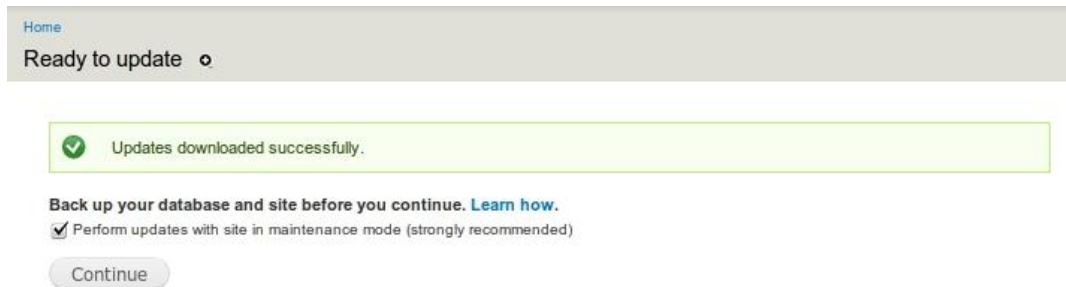 Home
Ready to update
Updates downloaded successfully.
Back up your database and site before you continue. Learn how.
Perform updates with site in maintenance mode (strongly recommended)
Continue